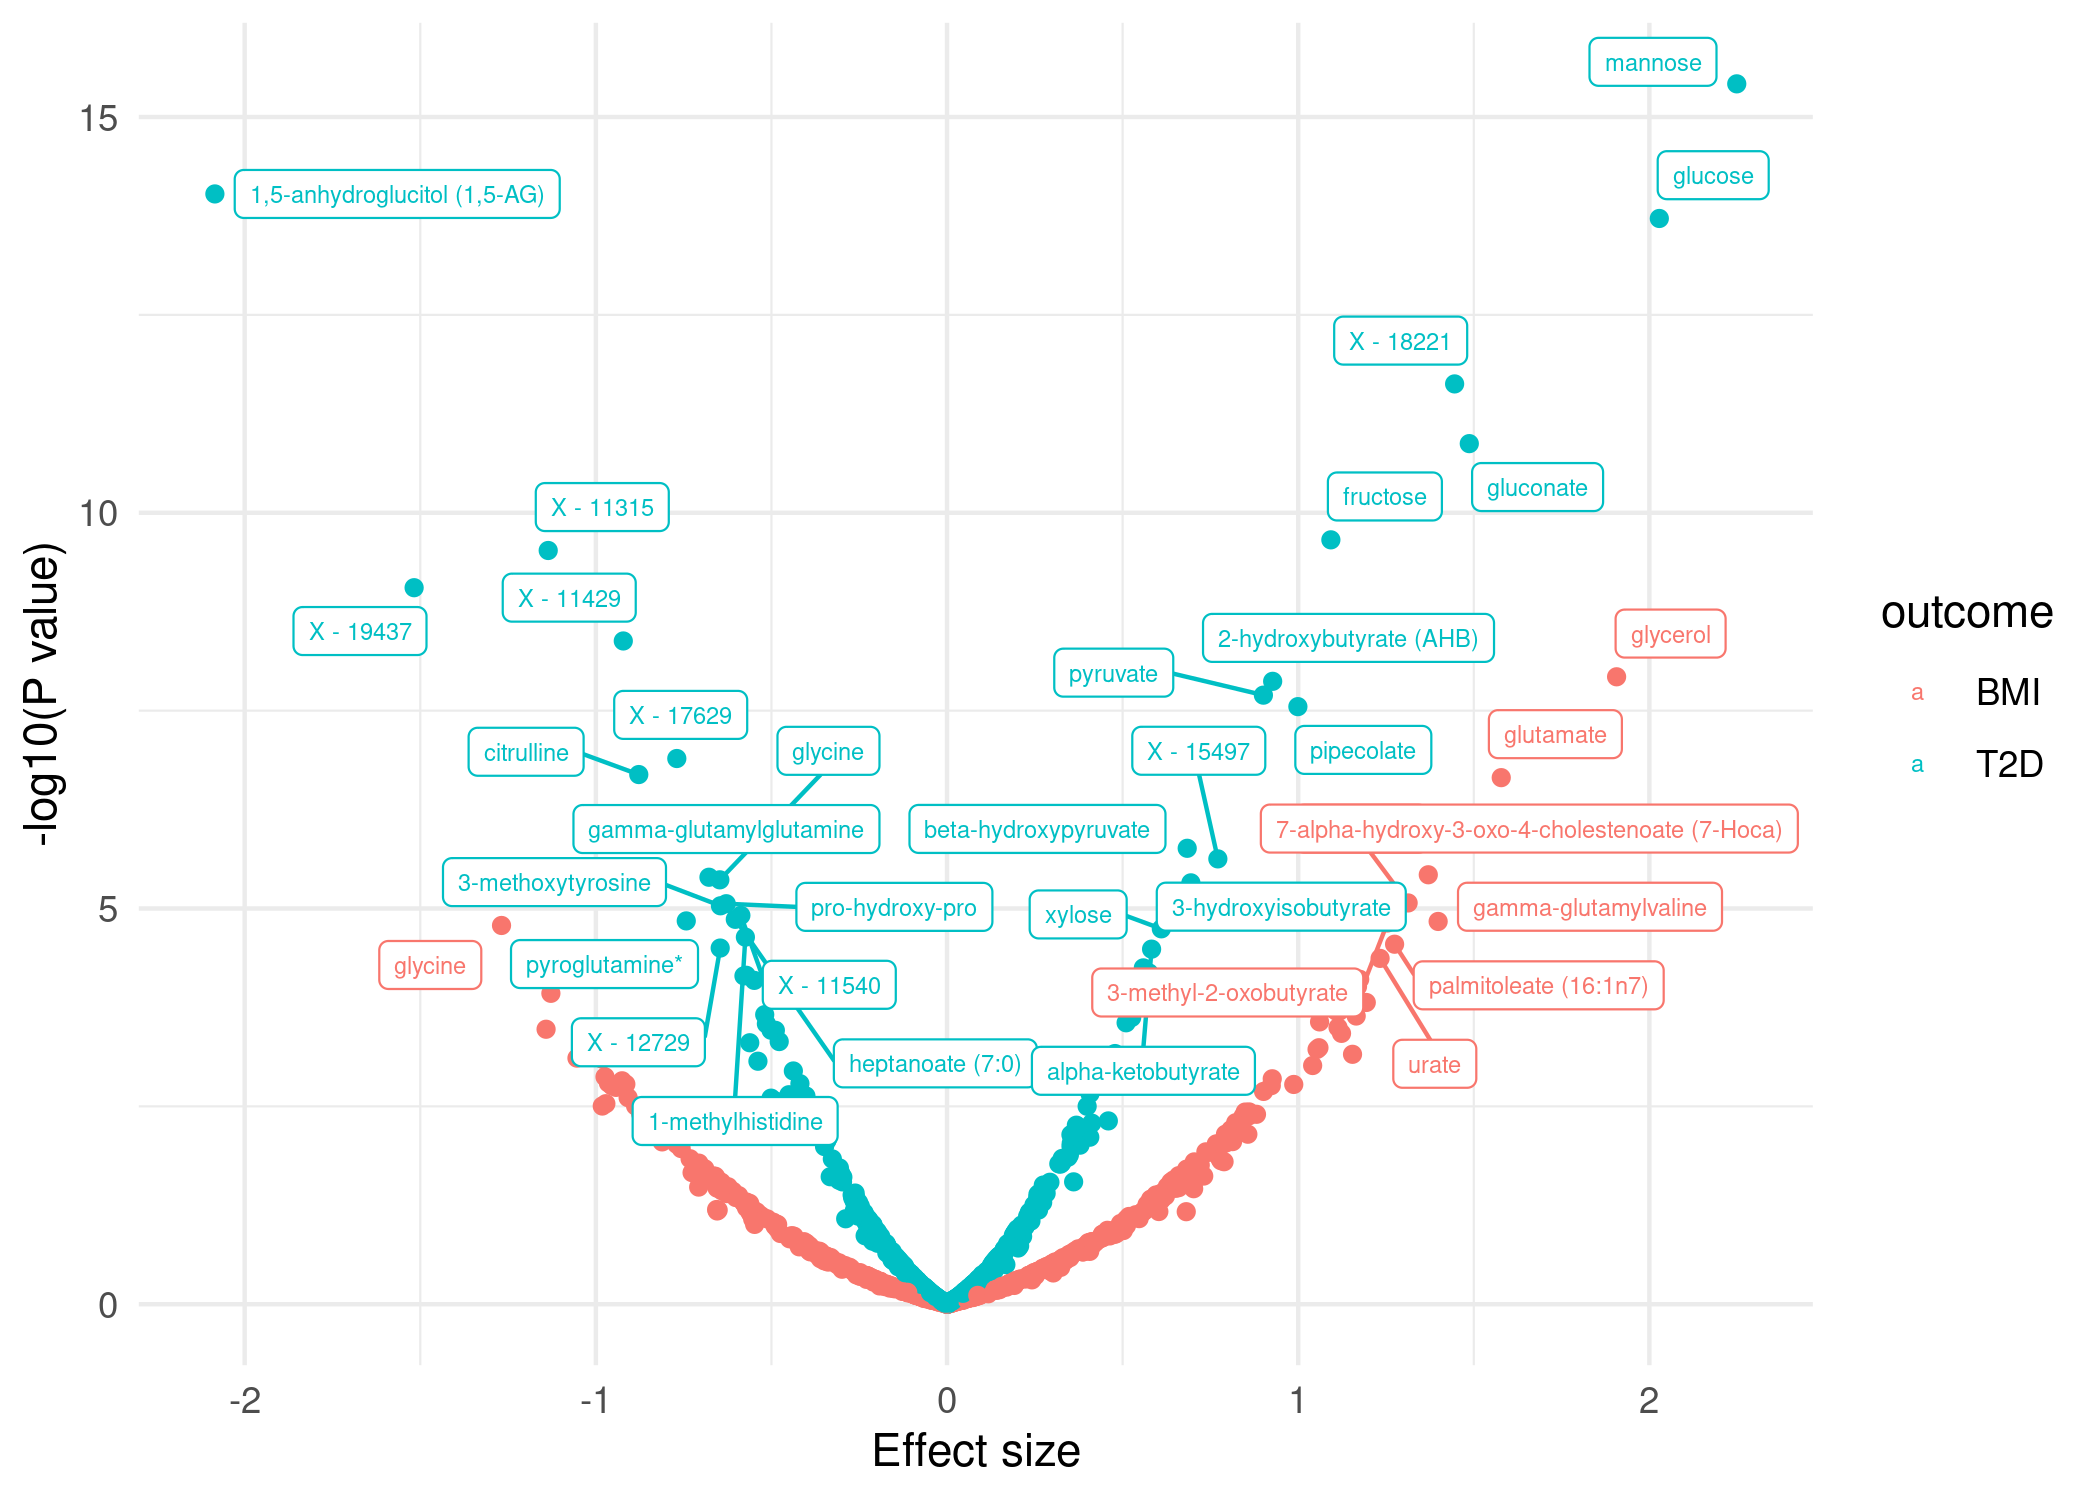 mannose
15
glucose
1,5-anhydroglucitol (1,5-AG)
X - 18221
gluconate
fructose
X - 11315
10
X - 11429
X - 19437
outcome
BMI
T2D
a
a
glycerol
2-hydroxybutyrate (AHB)
pyruvate
X - 17629
glutamate
citrulline
glycine
X - 15497
pipecolate
gamma-glutamylglutamine
beta-hydroxypyruvate
7-alpha-hydroxy-3-oxo-4-cholestenoate (7-Hoca)
3-methoxytyrosine
5
pro-hydroxy-pro
xylose
3-hydroxyisobutyrate
gamma-glutamylvaline
glycine
pyroglutamine*
X - 11540
3-methyl-2-oxobutyrate
palmitoleate (16:1n7)
X - 12729
heptanoate (7:0)
alpha-ketobutyrate
urate
1-methylhistidine
0
-2
-1
0
1
2
Effect size
-log10(P value)